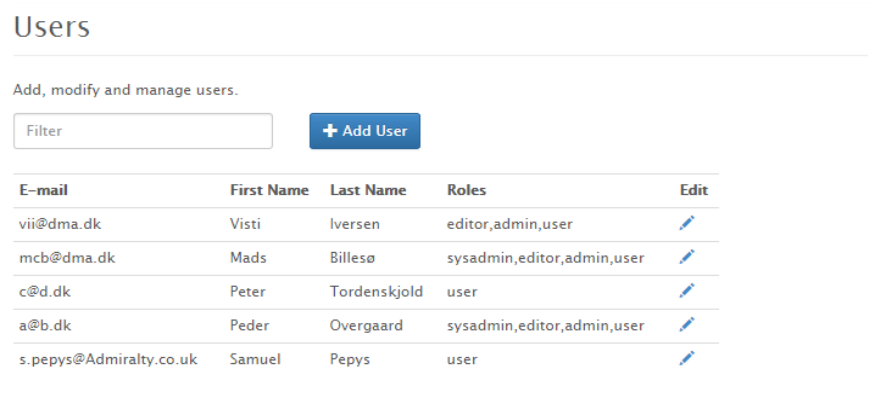 Users
Add, modify and manage users.
Filter
Add User
E-mail First Name Last Name Roles Edit
vii@dma.dk Visti Iversen editor,admin,user
mcb@dma.dk Mads Billesø sysadmin,editor,admin,user
c@d.dk Peter Tordenskjold user
a@b.dk Peder Overgaard sysadmin,editor,admin,user
s.pepys@Admiralty.co.uk Samuel Pepys user